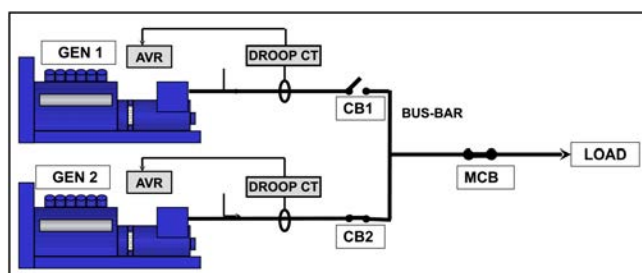 GEN 1
AVR
DROOP CT
CB1
BUS-BAR
LOAD
MCB
GEN 2
AVR
DROOP CT
CB2